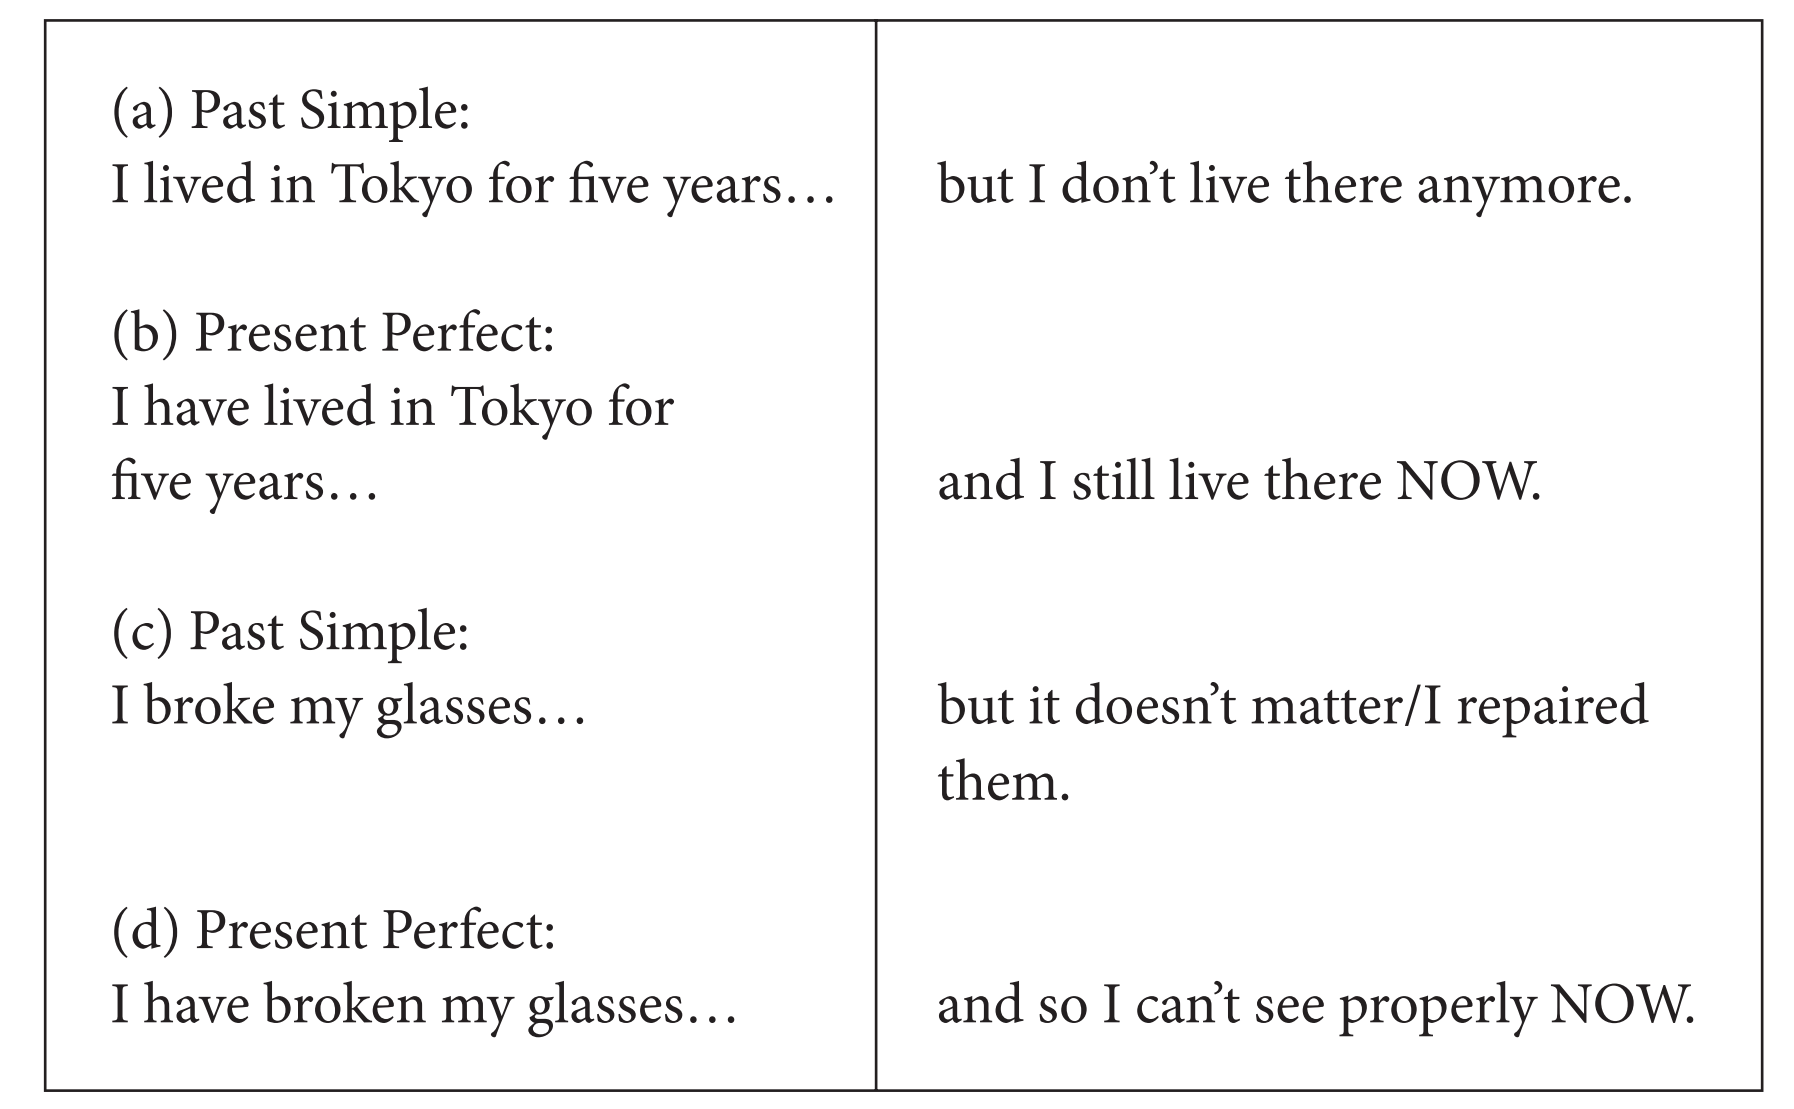 (a) Past Simple:
I lived in Tokyo for five years…
but I don’t live there anymore.
(b) Present Perfect:
I have lived in Tokyo for
five years…
and I still live there NOW.
(c) Past Simple:
I broke my glasses…
but it doesn’t matter/I repaired
them.
(d) Present Perfect:
I have broken my glasses…
and so I can’t see properly NOW.